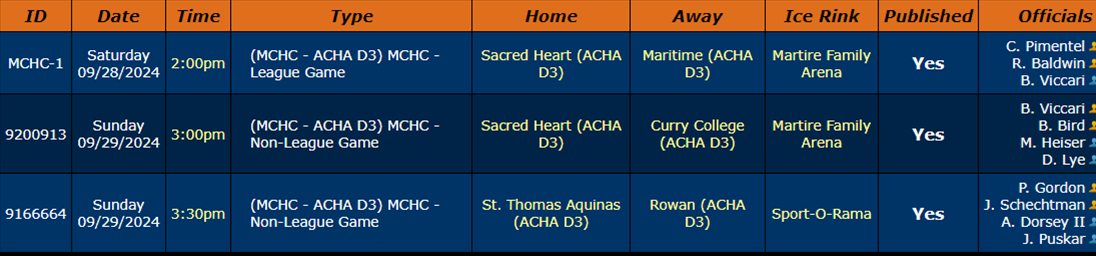 ID Date Time Type Home Away Ice Rink Published Officials
MCHC-1 Saturday 09/28/2024 2:00pm (MCHC - ACHA D3) MCHC - League Game Sacred Heart (ACHA D3) Maritime (ACHA D3) Martire Family Arena Yes C. Pimentel R. Baldwin B. Viccari
9200913 Sunday 09/29/2024 3:00pm (MCHC - ACHA D3) MCHC - Non-League Game Sacred Heart (ACHA D3) Curry College (ACHA D3) Martire Family Arena Yes B. Viccari B. Bird M. Heiser D. Lye
9166664 Sunday 09/29/2024 3:30pm (MCHC - ACHA D3) MCHC - Non-League Game St. Thomas Aquinas (ACHA D3) Rowan (ACHA D3) Sport-O-Rama Yes P. Gordon J. Schechtman A. Dorsey II J. Puskar